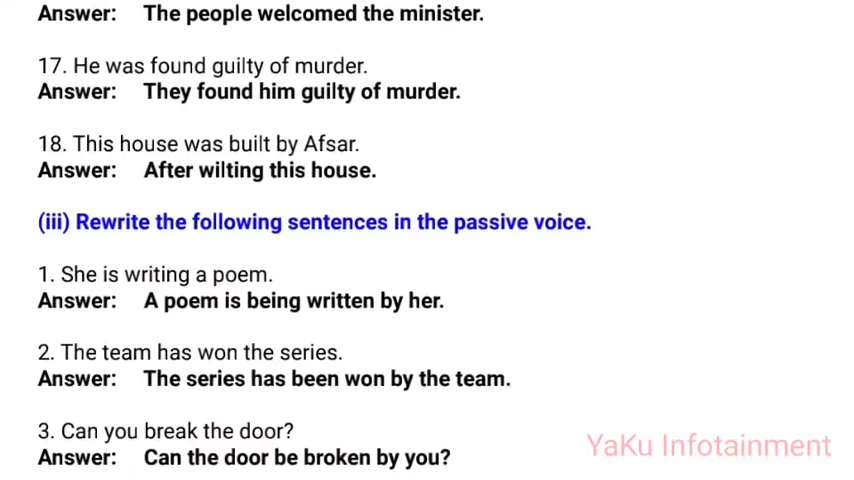 Answer: The people welcomed the minister.
17. He was found guilty of murder.
Answer: They found him guilty of murder.
18. This house was built by Afsar.
Answer: After wilting this house.
(iii) Rewrite the following sentences in the passive voice.
1. She is writing a poem.
Answer: A poem is being written by her.
2. The team has won the series.
Answer: The series has been won by the team.
3. Can you break the door?
Answer: Can the door be broken by you?
YaKu Infotainment